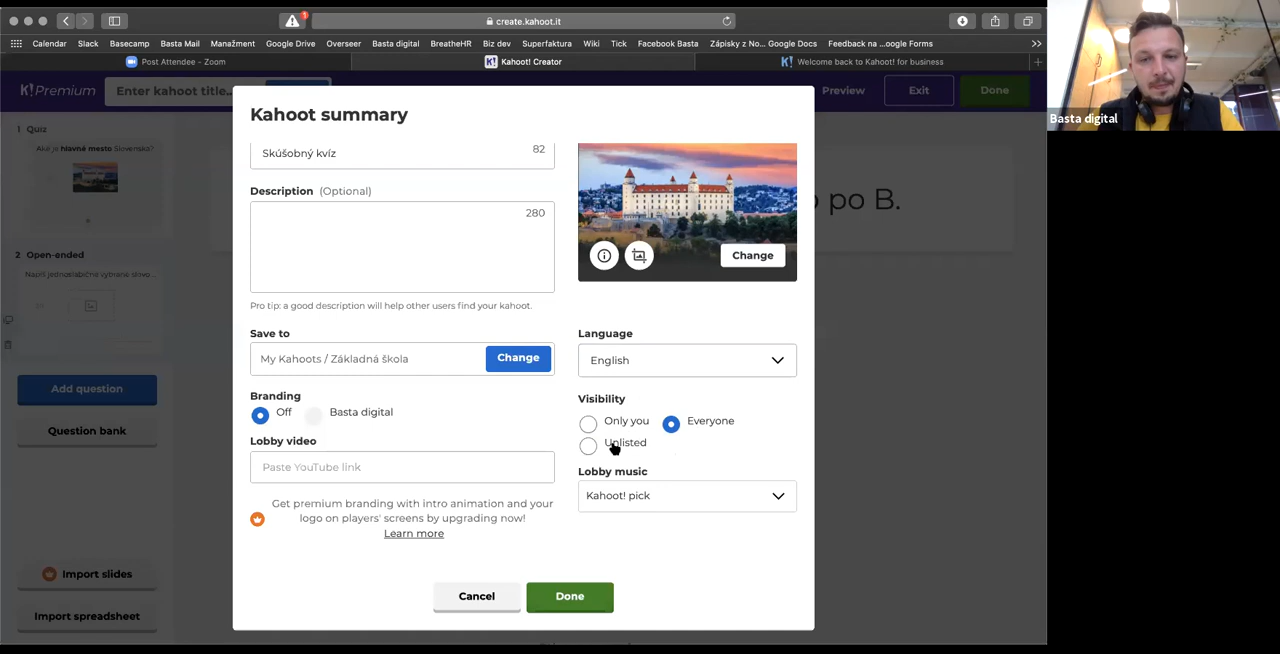 create.kahoot.it
Calendar Slack Basecamp Basta Mail Manažment Google Drive Overseer Basta digital BreatheHR Biz dev Superfaktura Wiki Tick Facebook Basta Zápisky z No... Google Docs Feedback na ...oogle Forms
Post Attendee - Zoom
Kahoot! Creator
Welcome back to Kahoot! for business
K!Premium
Enter kahoot title...
Preview
Exit
Done
Basta digital
1 Quiz
Aké je hlavné mesto Slovenska?
2 Open-ended
Napíš jednoslabičné vybrané slovo ...
Add question
Question bank
Import slides
Import spreadsheet
po B.
Kahoot summary
Skúšobný kvíz
82
Description (Optional)
280
Pro tip: a good description will help other users find your kahoot.
Change
Save to
My Kahoots / Základná škola
Change
Language
English
Branding
Off
Basta digital
Visibility
Only you
Everyone
Unlisted
Lobby video
Paste YouTube link
Lobby music
Kahoot! pick
Get premium branding with intro animation and your
logo on players' screens by upgrading now!
Learn more
Cancel
Done